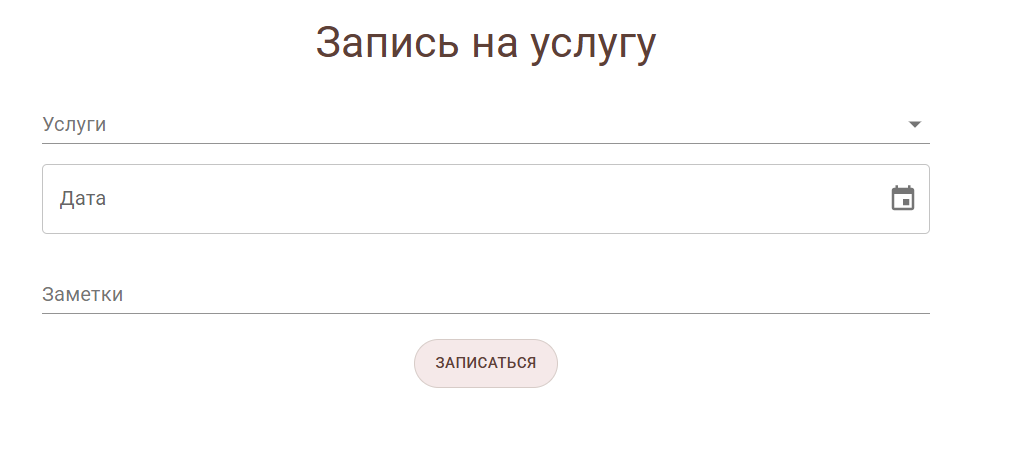 Запись на услугу
Услуги
Дата
Заметки
ЗАПИСАТЬСЯ